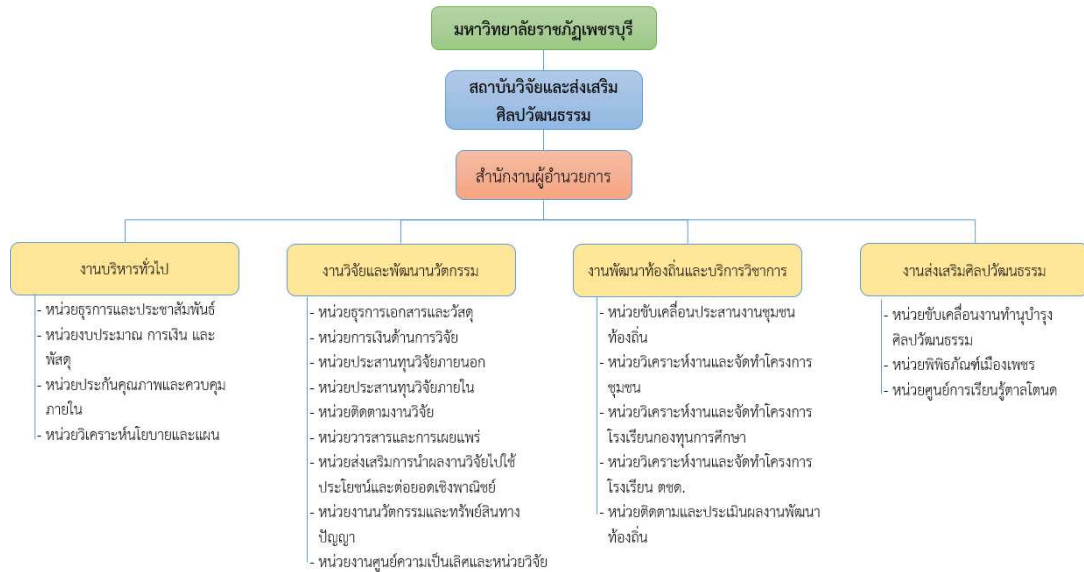 มหาวิทยาลัยราชภัฏเพชรบุรี
สถาบันวิจัยและส่งเสริม
ศิลปวัฒนธรรม
สำนักงานผู้อำนวยการ
งานบริหารทั่วไป
- หน่วยธุรการและประชาสัมพันธ์
- หน่วยงบประมาณ การเงิน และ
พัสดุ
- หน่วยประกันคุณภาพและควบคุม
ภายใน
- หน่วยวิเคราะห์นโยบายและแผน
งานวิจัยและพัฒนานวัตกรรม
- หน่วยธุรการเอกสารและวัสดุ
- หน่วยการเงินด้านการวิจัย
- หน่วยประสานทุนวิจัยภายนอก
- หน่วยประสานทุนวิจัยภายใน
- หน่วยติดตามงานวิจัย
- หน่วยวารสารและการเผยแพร่
- หน่วยส่งเสริมการนำผลงานวิจัยไปใช้
ประโยชน์และต่อยอดเชิงพาณิชย์
- หน่วยงานนวัตกรรมและทรัพย์สินทาง
ปัญญา
- หน่วยงานศูนย์ความเป็นเลิศและหน่วยวิจัย
งานพัฒนาท้องถิ่นและบริการวิชาการ
- หน่วยขับเคลื่อนประสานงานชุมชน
ท้องถิ่น
- หน่วยวิเคราะห์งานและจัดทำโครงการ
ชุมชน
- หน่วยวิเคราะห์งานและจัดทำโครงการ
โรงเรียนกองทุนการศึกษา
- หน่วยวิเคราะห์งานและจัดทำโครงการ
โรงเรียน ตชด.
- หน่วยติดตามและประเมินผลงานพัฒนา
ท้องถิ่น
งานส่งเสริมศิลปวัฒนธรรม
- หน่วยขับเคลื่อนงานทำนุบำรุง
ศิลปวัฒนธรรม
- หน่วยพิพิธภัณฑ์เมืองเพชร
- หน่วยศูนย์การเรียนรู้ตาลโตนด